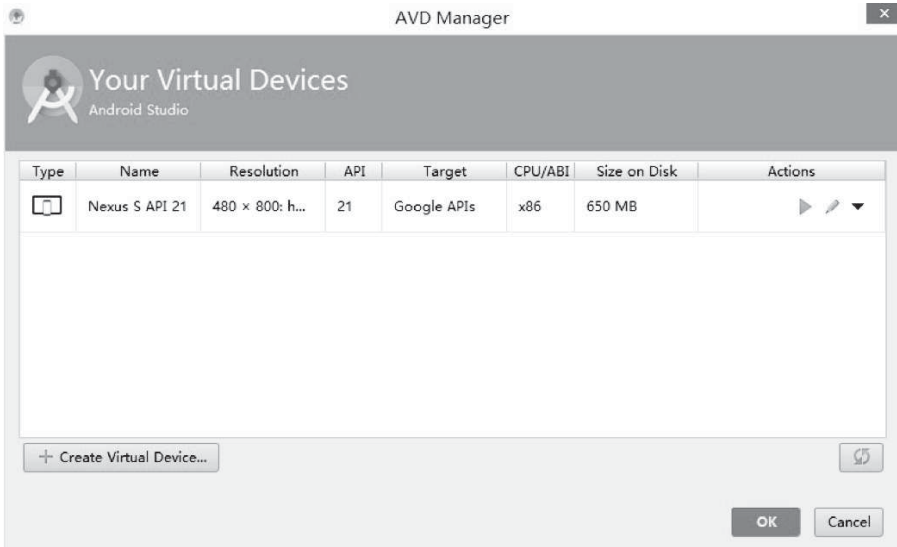 AVD Manager
Your Virtual Devices
Android Studio
Type Name Resolution API Target CPU/ABI Size on Disk Actions
Nexus S API 21 480 × 800: h... 21 Google APIs x86 650 MB
Create Virtual Device...
OK Cancel